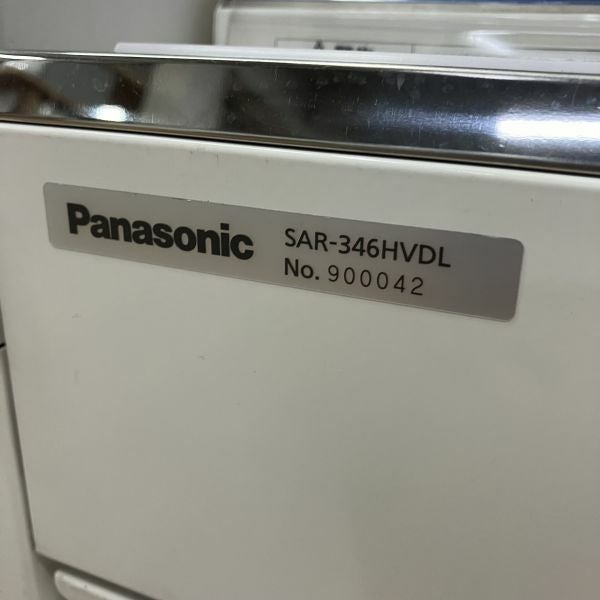 Panasonic SAR-346HVDL
No. 900042